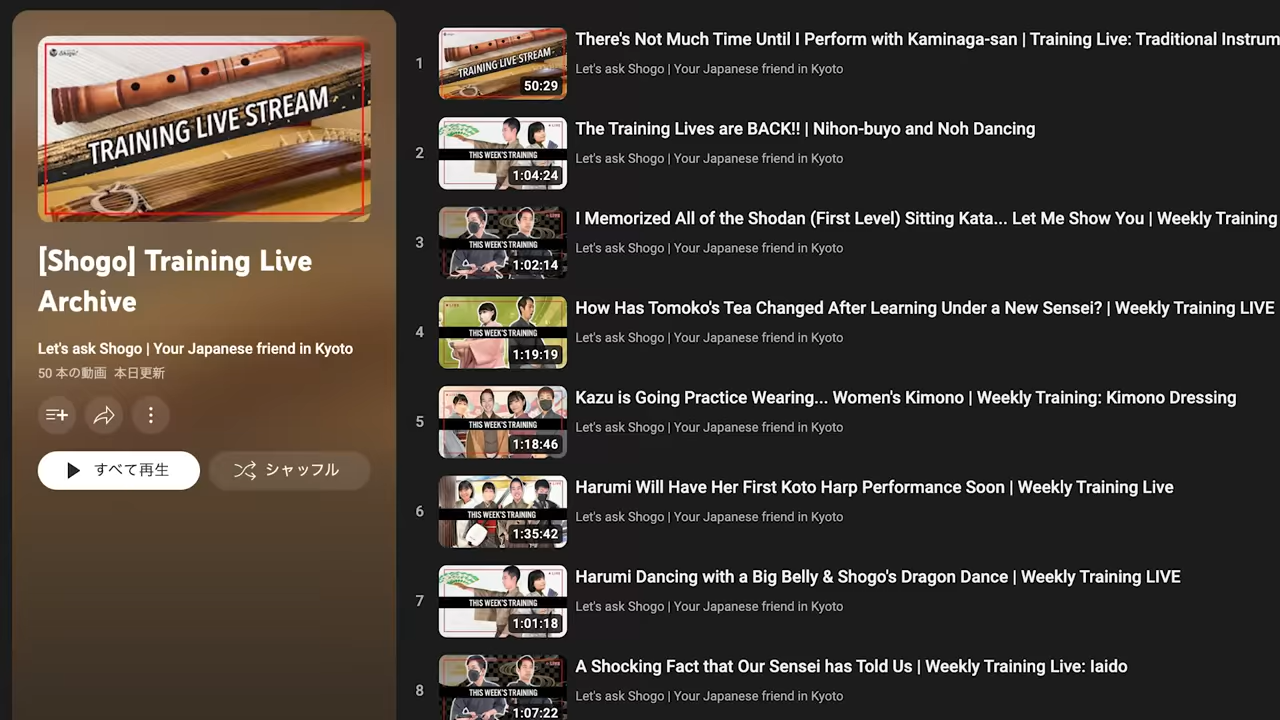 Shogo!
TRAINING LIVE STREAM
[Shogo] Training Live
Archive
Let's ask Shogo | Your Japanese friend in Kyoto
50 本の動画 本日更新
すべて再生
シャッフル
1
TRAINING LIVE STREAM
50:29
There's Not Much Time Until I Perform with Kaminaga-san | Training Live: Traditional Instrum
Let's ask Shogo | Your Japanese friend in Kyoto
2
LIVE
THIS WEEK'S TRAINING
1:04:24
The Training Lives are BACK!! | Nihon-buyo and Noh Dancing
Let's ask Shogo | Your Japanese friend in Kyoto
3
LIVE
THIS WEEK'S TRAINING
1:02:14
I Memorized All of the Shodan (First Level) Sitting Kata... Let Me Show You | Weekly Training
Let's ask Shogo | Your Japanese friend in Kyoto
4
LIVE
THIS WEEK'S TRAINING
1:19:19
How Has Tomoko's Tea Changed After Learning Under a New Sensei? | Weekly Training LIVE
Let's ask Shogo | Your Japanese friend in Kyoto
5
THIS WEEK'S TRAINING
1:18:46
Kazu is Going Practice Wearing... Women's Kimono | Weekly Training: Kimono Dressing
Let's ask Shogo | Your Japanese friend in Kyoto
6
THIS WEEK'S TRAINING
1:35:42
Harumi Will Have Her First Koto Harp Performance Soon | Weekly Training Live
Let's ask Shogo | Your Japanese friend in Kyoto
7
LIVE
THIS WEEK'S TRAINING
1:01:18
Harumi Dancing with a Big Belly & Shogo's Dragon Dance | Weekly Training LIVE
Let's ask Shogo | Your Japanese friend in Kyoto
8
LIVE
THIS WEEK'S TRAINING
1:07:22
A Shocking Fact that Our Sensei has Told Us | Weekly Training Live: Iaido
Let's ask Shogo | Your Japanese friend in Kyoto